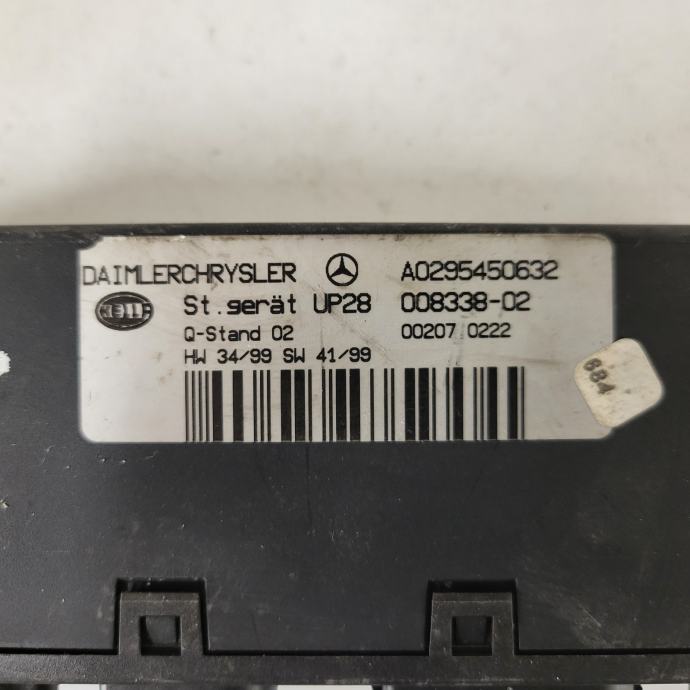 DAIMLERCHRYSLER A0295450632
HELLA St.gerät UP28 008338-02
Q-Stand 02 00207 0222
HW 34/99 SW 41/99
684